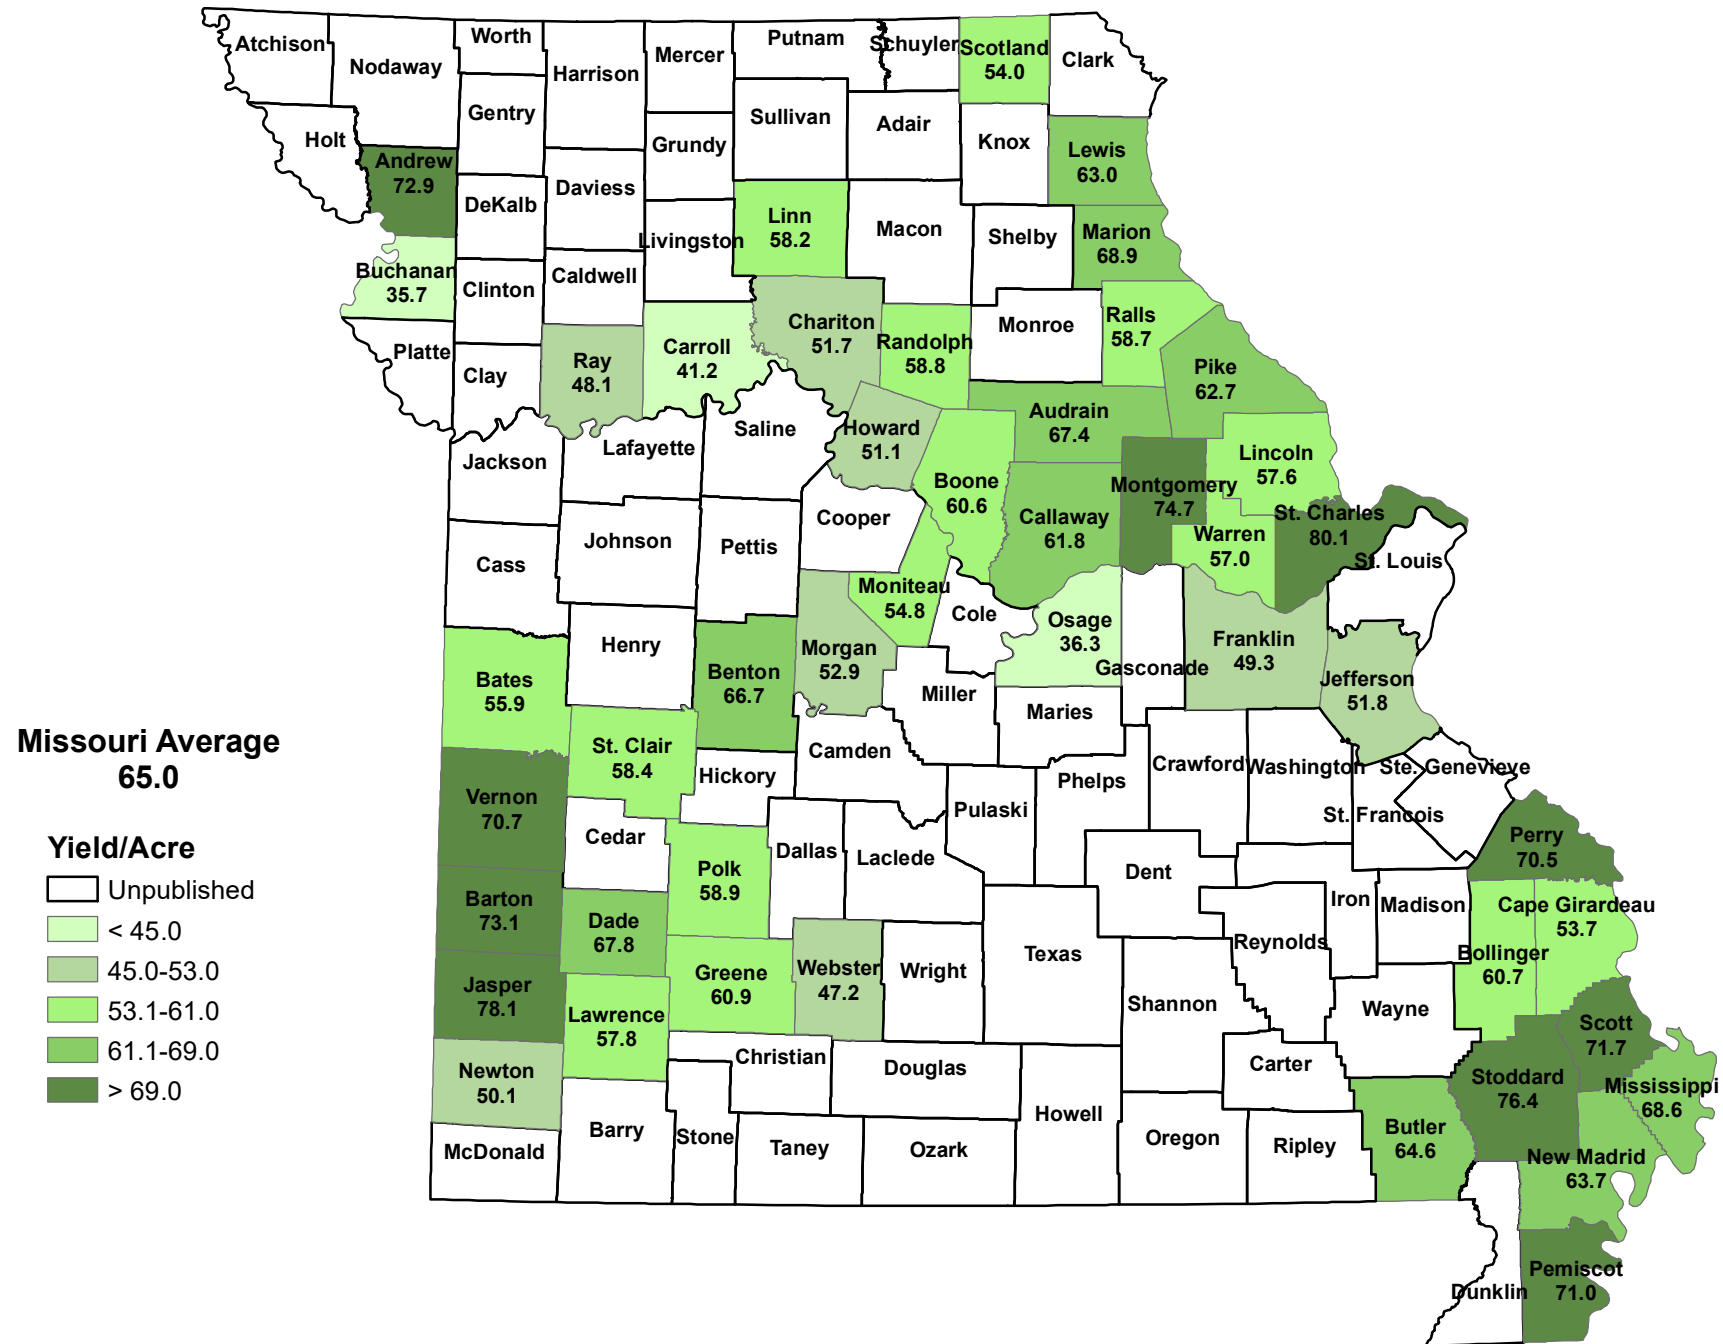 Atchison
Nodaway
Worth
Harrison
Mercer
Putnam
Schuyler
Scotland
54.0
Clark
Gentry
Sullivan
Adair
Knox
Holt
Grundy
Lewis
63.0
Andrew
72.9
DeKalb
Daviess
Livingston
Linn
58.2
Macon
Shelby
Marion
68.9
Buchanan
35.7
Clinton
Caldwell
Chariton
51.7
Randolph
58.8
Monroe
Ralls
58.7
Platte
Clay
Ray
48.1
Carroll
41.2
Pike
62.7
Audrain
67.4
Saline
Howard
51.1
Lafayette
Jackson
Boone
60.6
Lincoln
57.6
Montgomery
74.7
Callaway
61.8
Cooper
St. Charles
80.1
Warren
57.0
Johnson
Pettis
Cass
St. Louis
Moniteau
54.8
Cole
Osage
36.3
Gasconade
Franklin
49.3
Henry
Benton
66.7
Morgan
52.9
Jefferson
51.8
Bates
55.9
Miller
Maries
Missouri Average
65.0
St. Clair
58.4
Camden
Hickory
Phelps
Crawford
Washington
Ste. Genevieve
Vernon
70.7
Pulaski
St. Francois
Perry
70.5
Cedar
Dallas
Laclede
Polk
58.9
Dent
Yield/Acre
Unpublished
< 45.0
45.0-53.0
53.1-61.0
61.1-69.0
> 69.0
Barton
73.1
Dade
67.8
Iron
Madison
Cape Girardeau
53.7
Bollinger
60.7
Reynolds
Texas
Greene
60.9
Webster
47.2
Wright
Jasper
78.1
Lawrence
57.8
Shannon
Wayne
Scott
71.7
Newton
50.1
Christian
Douglas
Carter
Stoddard
76.4
Mississippi
68.6
Howell
Barry
Stone
Taney
Ozark
Oregon
Ripley
Butler
64.6
McDonald
New Madrid
63.7
Dunklin
Pemiscot
71.0